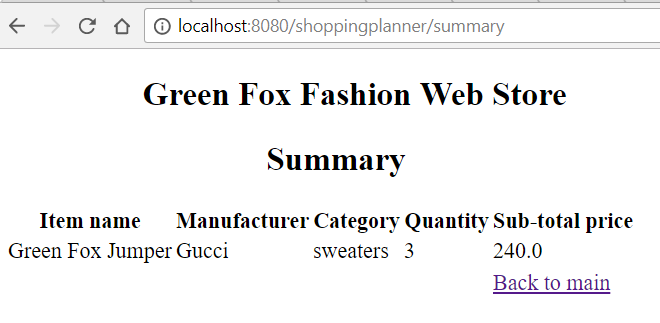 localhost:8080/shoppingplanner/summary
Green Fox Fashion Web Store
Summary
Item name Manufacturer Category Quantity Sub-total price
Green Fox Jumper Gucci sweaters 3 240.0
Back to main